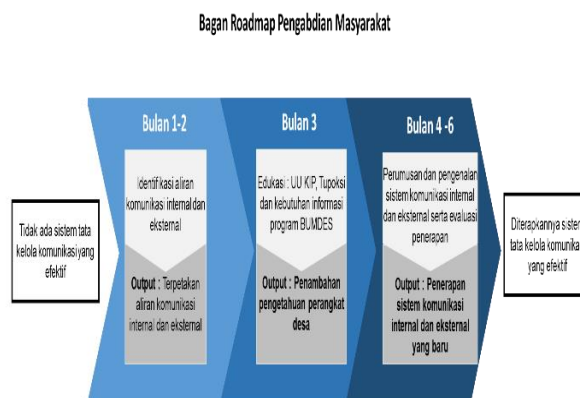 Bagan Roadmap Pengabdian Masyarakat
Tidak ada sistem tata
kelola komunikasi yang
efektif
Bulan 1-2
Identifikasi aliran
komunikasi internal dan
eksternal
Output : Terpetakan
aliran komunikasi
internal dan eksternal
Bulan 3
Edukasi : UU KIP, Tupoksi
dan kebutuhan informasi
program BUMDES
Output : Penambahan
pengetahuan perangkat
desa
Bulan 4 -6
Perumusan dan pengenalan
sistem komunikasi internal
dan eksternal serta evaluasi
penerapan
Output : Penerapan
sistem komunikasi
internal dan eksternal
yang baru
Diterapkannya sistem
tata kelola komunika
yang efektif